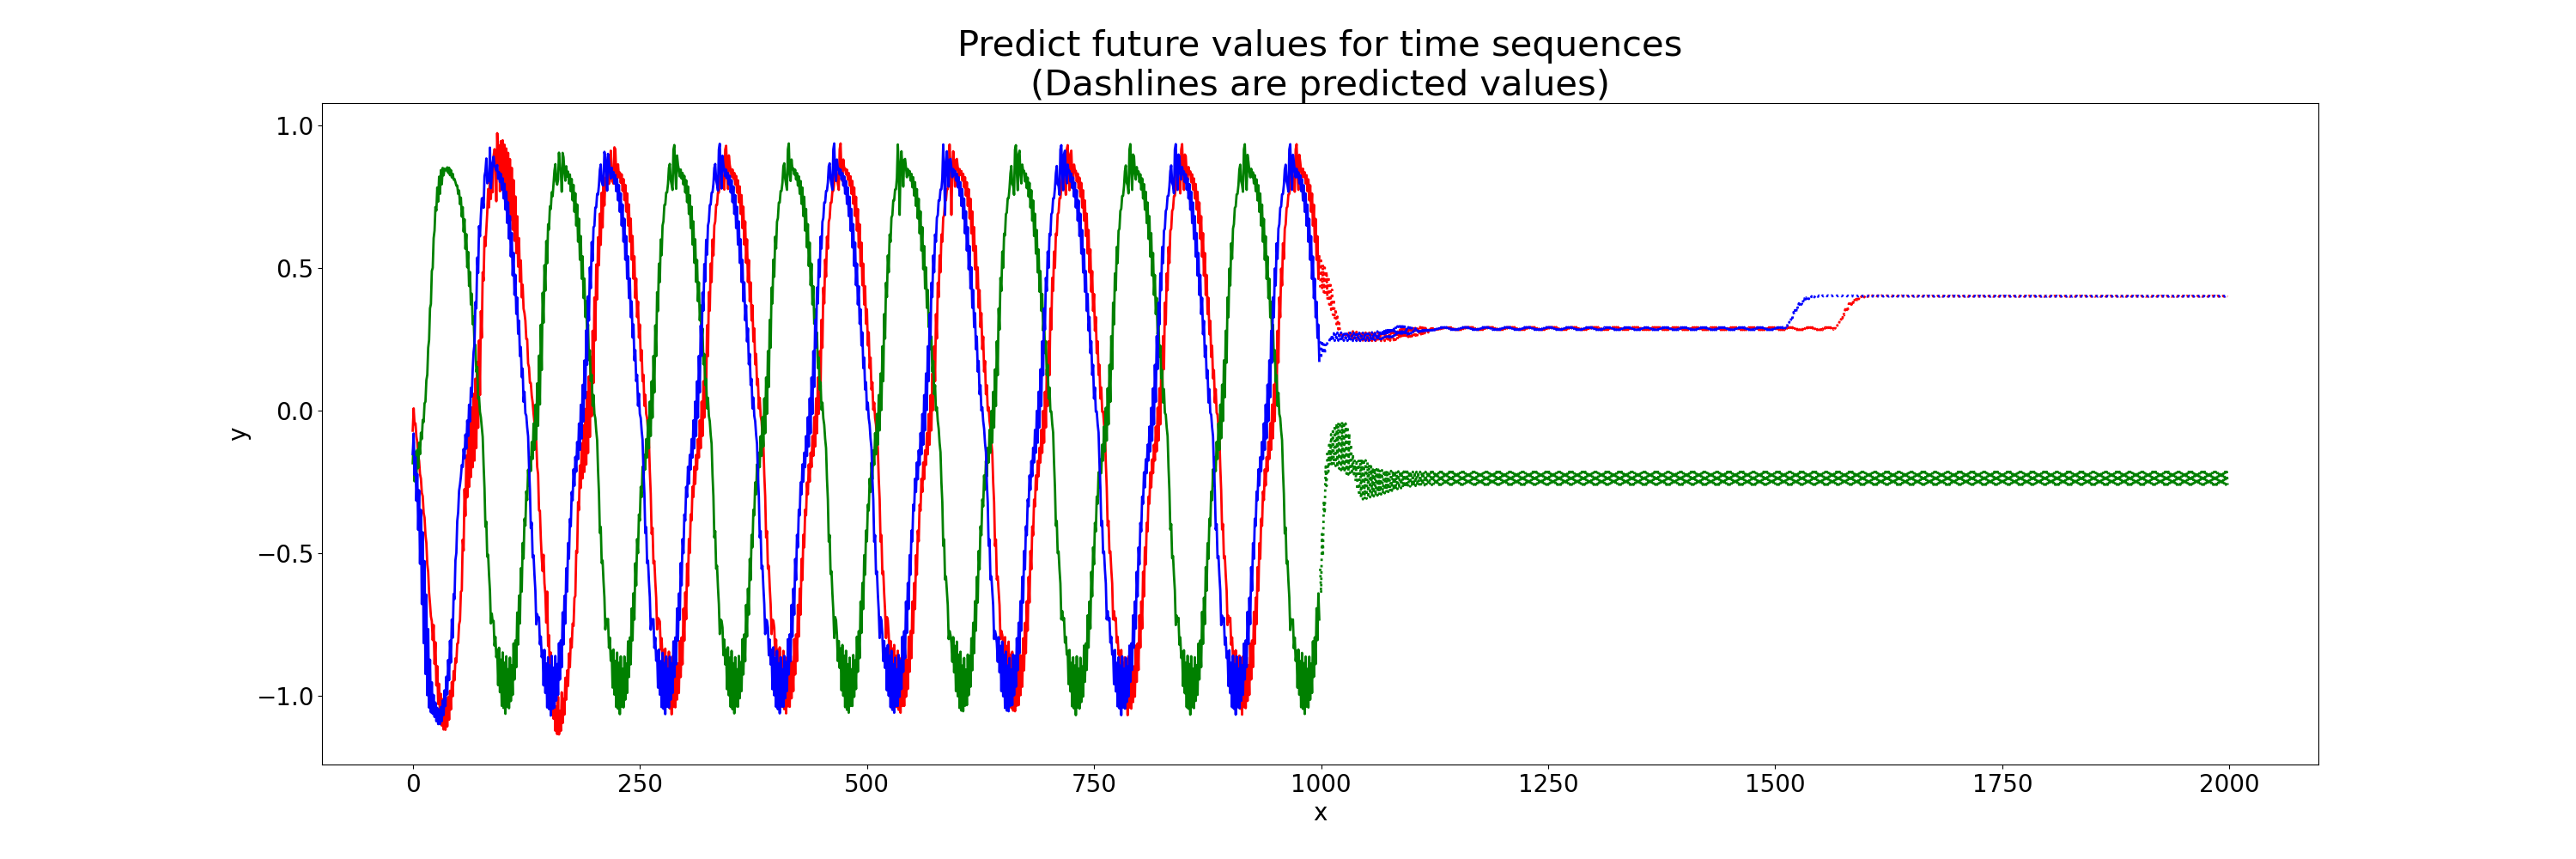 Predict future values for time sequences
(Dashlines are predicted values)
1.0
0.5
0.0
−0.5
−1.0
y
0 250 500 750 1000 1250 1500 1750 2000
x